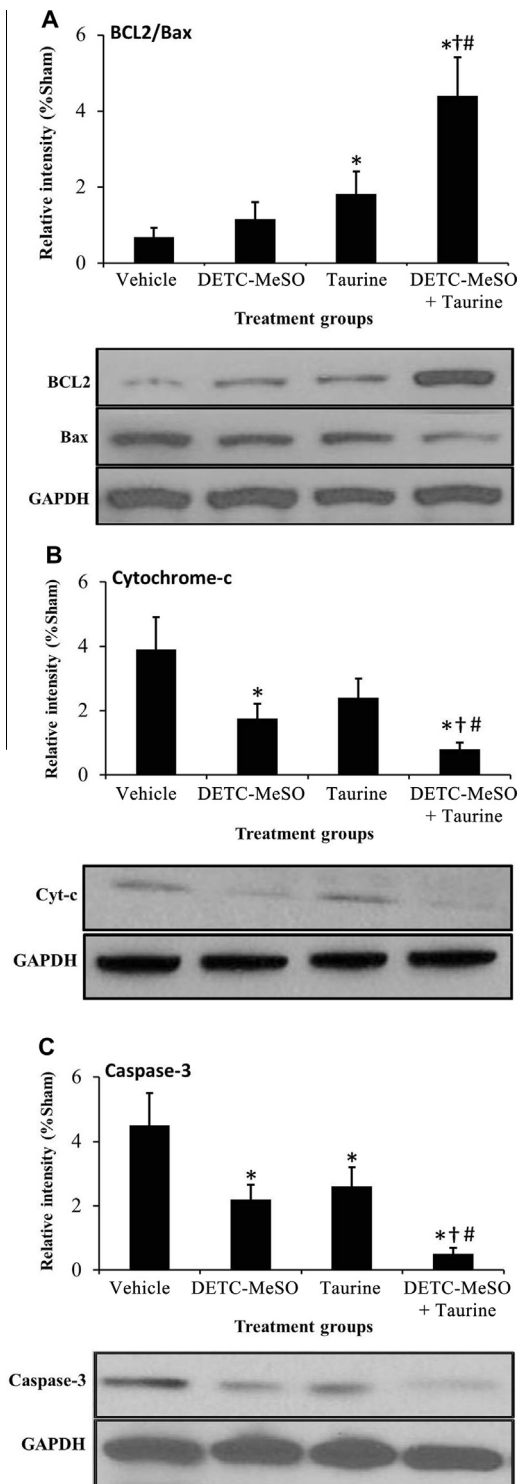 A
BCL2/Bax
Relative intensity (%Sham)
6
4
2
0
*
*†#
Vehicle DETC-MeSO Taurine DETC-MeSO
+ Taurine
Treatment groups
BCL2
Bax
GAPDH
B
Cytochrome-c
Relative intensity (%Sham)
6
4
2
0
*
*†#
Vehicle DETC-MeSO Taurine DETC-MeSO
+ Taurine
Treatment groups
Cyt-c
GAPDH
C
Caspase-3
Relative intensity (%Sham)
6
4
2
0
*
*
*†#
Vehicle DETC-MeSO Taurine DETC-MeSO
+ Taurine
Treatment groups
Caspase-3
GAPDH